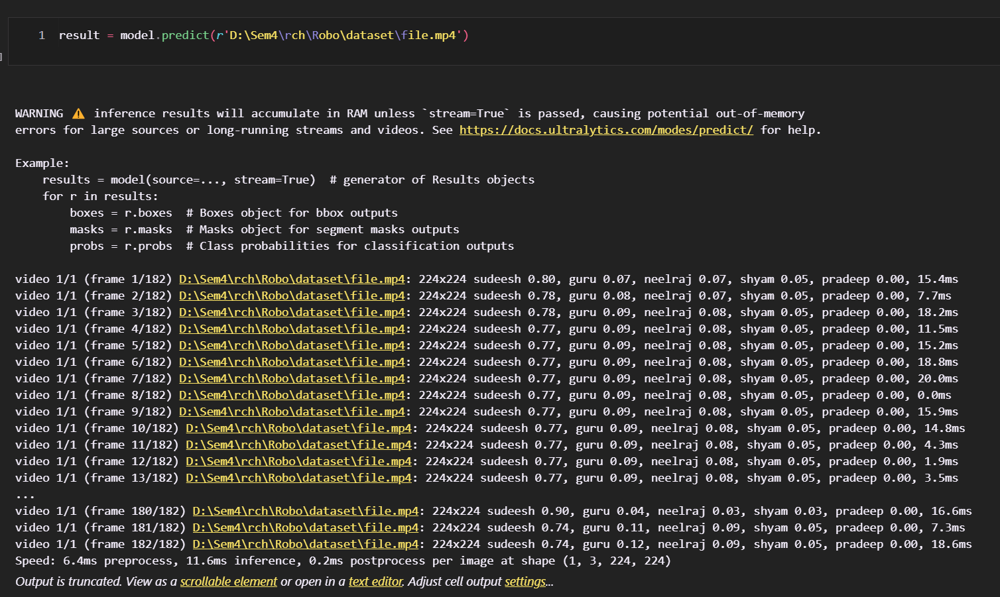 1 result = model.predict(r'D:\Sem4\rch\Robo\dataset\file.mp4')
]
WARNING ⚠️ inference results will accumulate in RAM unless `stream=True` is passed, causing potential out-of-memory
errors for large sources or long-running streams and videos. See https://docs.ultralytics.com/modes/predict/ for help.
Example:
    results = model(source=..., stream=True)  # generator of Results objects
    for r in results:
        boxes = r.boxes  # Boxes object for bbox outputs
        masks = r.masks  # Masks object for segment masks outputs
        probs = r.probs  # Class probabilities for classification outputs
video 1/1 (frame 1/182) D:\Sem4\rch\Robo\dataset\file.mp4: 224x224 sudeesh 0.80, guru 0.07, neelraj 0.07, shyam 0.05, pradeep 0.00, 15.4ms
video 1/1 (frame 2/182) D:\Sem4\rch\Robo\dataset\file.mp4: 224x224 sudeesh 0.78, guru 0.08, neelraj 0.07, shyam 0.05, pradeep 0.00, 7.7ms
video 1/1 (frame 3/182) D:\Sem4\rch\Robo\dataset\file.mp4: 224x224 sudeesh 0.78, guru 0.09, neelraj 0.08, shyam 0.05, pradeep 0.00, 18.2ms
video 1/1 (frame 4/182) D:\Sem4\rch\Robo\dataset\file.mp4: 224x224 sudeesh 0.77, guru 0.09, neelraj 0.08, shyam 0.05, pradeep 0.00, 11.5ms
video 1/1 (frame 5/182) D:\Sem4\rch\Robo\dataset\file.mp4: 224x224 sudeesh 0.77, guru 0.09, neelraj 0.08, shyam 0.05, pradeep 0.00, 15.2ms
video 1/1 (frame 6/182) D:\Sem4\rch\Robo\dataset\file.mp4: 224x224 sudeesh 0.77, guru 0.09, neelraj 0.08, shyam 0.05, pradeep 0.00, 18.8ms
video 1/1 (frame 7/182) D:\Sem4\rch\Robo\dataset\file.mp4: 224x224 sudeesh 0.77, guru 0.09, neelraj 0.08, shyam 0.05, pradeep 0.00, 20.0ms
video 1/1 (frame 8/182) D:\Sem4\rch\Robo\dataset\file.mp4: 224x224 sudeesh 0.77, guru 0.09, neelraj 0.08, shyam 0.05, pradeep 0.00, 0.0ms
video 1/1 (frame 9/182) D:\Sem4\rch\Robo\dataset\file.mp4: 224x224 sudeesh 0.77, guru 0.09, neelraj 0.08, shyam 0.05, pradeep 0.00, 15.9ms
video 1/1 (frame 10/182) D:\Sem4\rch\Robo\dataset\file.mp4: 224x224 sudeesh 0.77, guru 0.09, neelraj 0.08, shyam 0.05, pradeep 0.00, 14.8ms
video 1/1 (frame 11/182) D:\Sem4\rch\Robo\dataset\file.mp4: 224x224 sudeesh 0.77, guru 0.09, neelraj 0.08, shyam 0.05, pradeep 0.00, 4.3ms
video 1/1 (frame 12/182) D:\Sem4\rch\Robo\dataset\file.mp4: 224x224 sudeesh 0.77, guru 0.09, neelraj 0.08, shyam 0.05, pradeep 0.00, 1.9ms
video 1/1 (frame 13/182) D:\Sem4\rch\Robo\dataset\file.mp4: 224x224 sudeesh 0.77, guru 0.09, neelraj 0.08, shyam 0.05, pradeep 0.00, 3.5ms
...
video 1/1 (frame 180/182) D:\Sem4\rch\Robo\dataset\file.mp4: 224x224 sudeesh 0.90, guru 0.04, neelraj 0.03, shyam 0.03, pradeep 0.00, 16.6ms
video 1/1 (frame 181/182) D:\Sem4\rch\Robo\dataset\file.mp4: 224x224 sudeesh 0.74, guru 0.11, neelraj 0.09, shyam 0.05, pradeep 0.00, 7.3ms
video 1/1 (frame 182/182) D:\Sem4\rch\Robo\dataset\file.mp4: 224x224 sudeesh 0.74, guru 0.12, neelraj 0.09, shyam 0.05, pradeep 0.00, 18.6ms
Speed: 6.4ms preprocess, 11.6ms inference, 0.2ms postprocess per image at shape (1, 3, 224, 224)
Output is truncated. View as a scrollable element or open in a text editor. Adjust cell output settings...